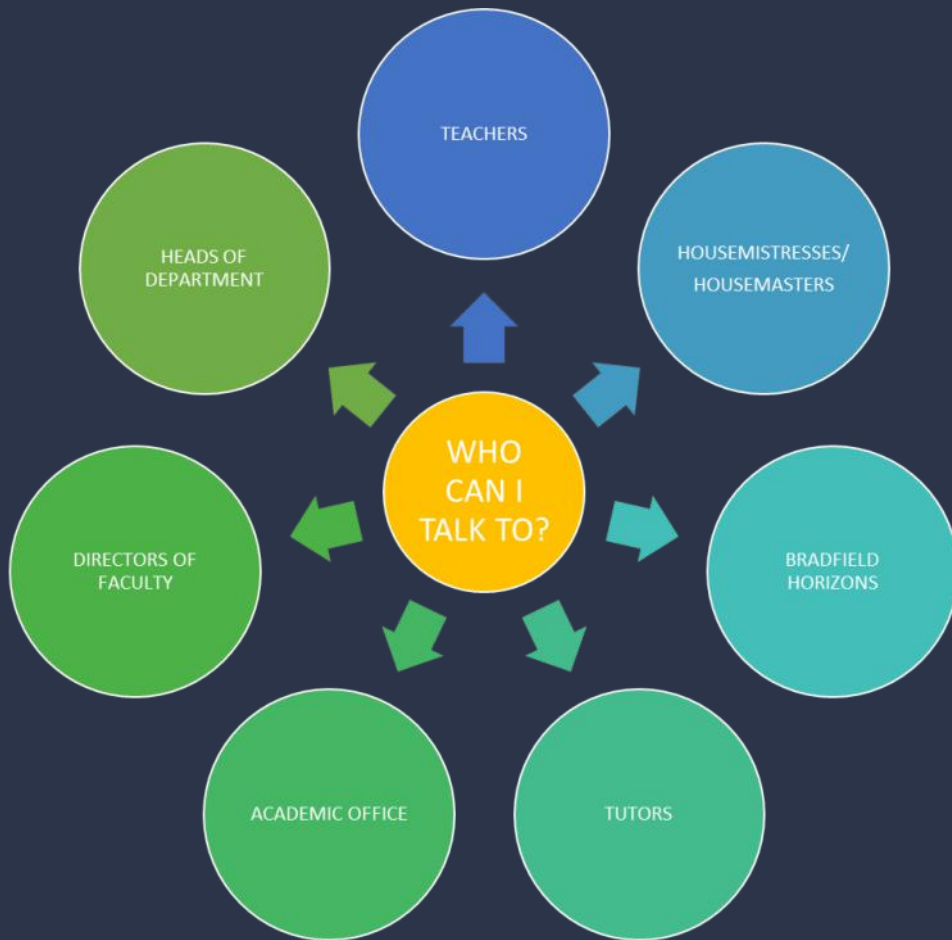 WHO
CAN I
TALK TO?
TEACHERS
HOUSEMISTRESSES/
HOUSEMASTERS
BRADFIELD
HORIZONS
TUTORS
ACADEMIC OFFICE
DIRECTORS OF
FACULTY
HEADS OF
DEPARTMENT